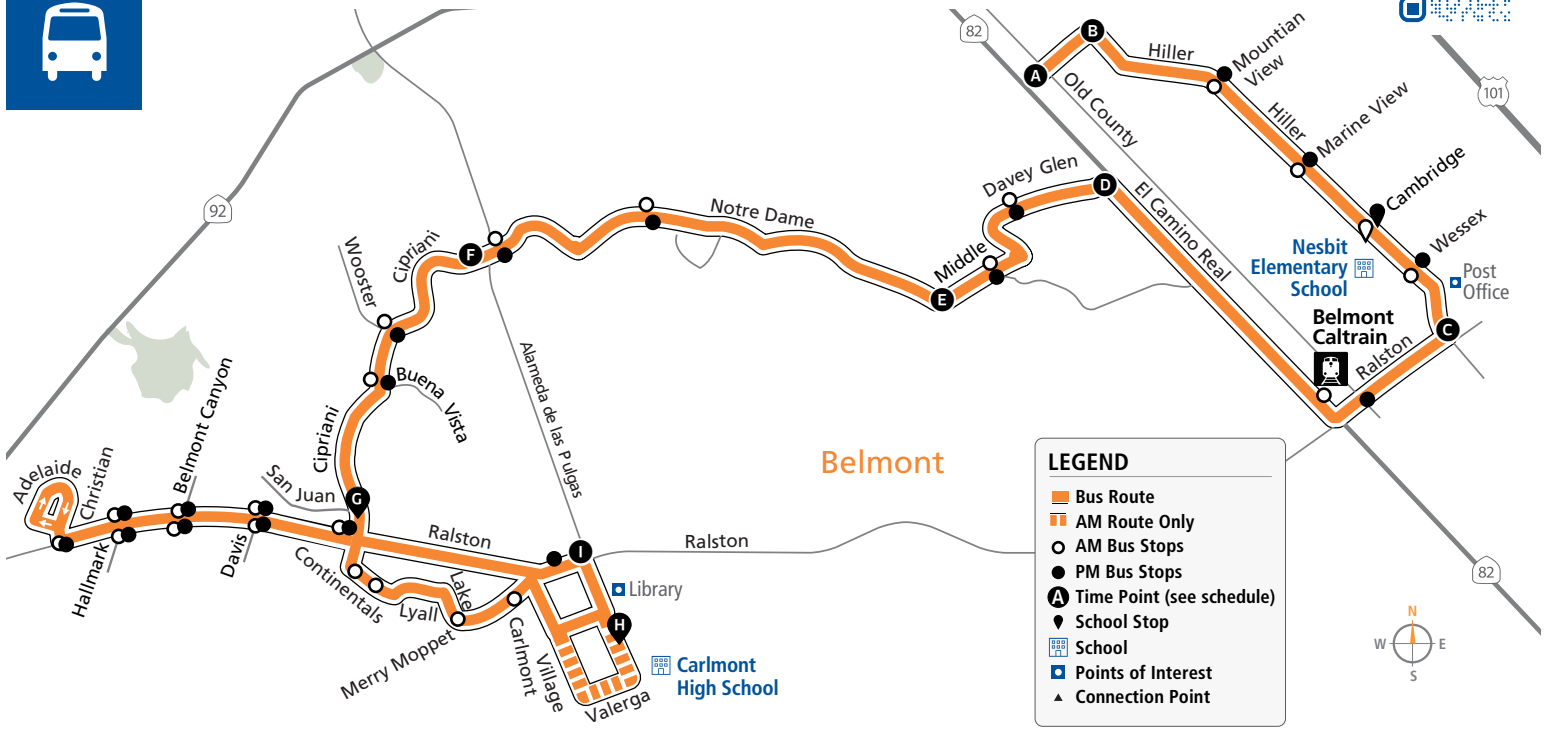 82
A
B
Hiller
Mountian
View
Old County
101
Hiller
Marine View
Cambridge
Wessex
Nesbit
Elementary
School
Post
Office
Belmont
Caltrain
C
Ralston
Davey Glen
D
El Camino Real
92
Notre Dame
Middle
E
Wooster
Cipriani
F
Buena Vista
Alameda de las Pulgas
Cipriani
Belmont Canyon
Adelaide
Christian
San Juan
G
Hallmark
Davis
Ralston
I
Ralston
Continentals
Lyall
Lake
Merry Moppet
Carlmont
Village
Valerga
Library
H
Carlmont
High School
Belmont
LEGEND
Bus Route
AM Route Only
AM Bus Stops
PM Bus Stops
A Time Point (see schedule)
School Stop
School
Points of Interest
Connection Point
82
N
W E
S